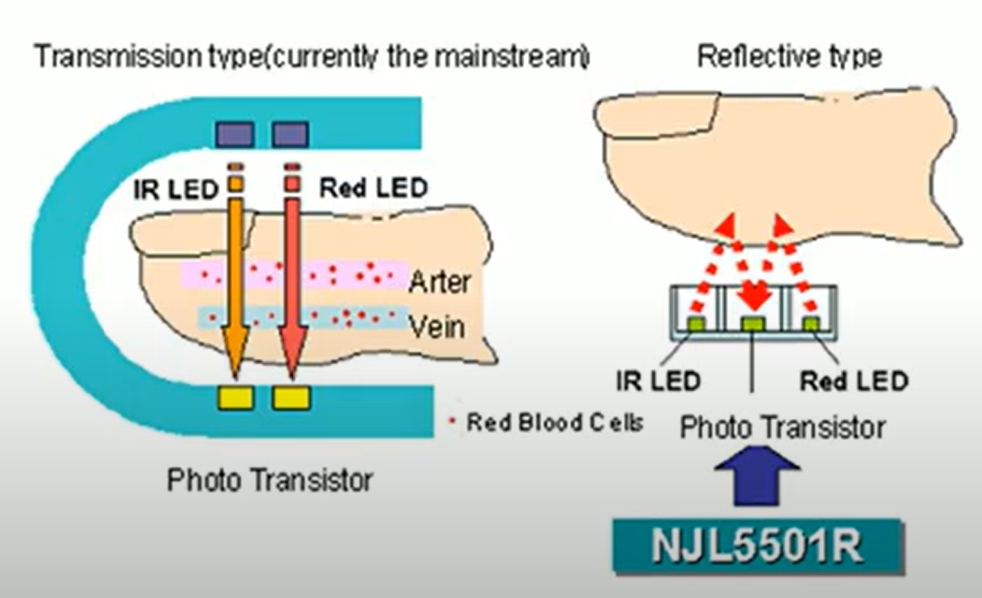 Transmission type(currently the mainstream)
IR LED
Red LED
Arter
Vein
Red Blood Cells
Photo Transistor
Reflective type
IR LED
Red LED
Photo Transistor
NJL5501R